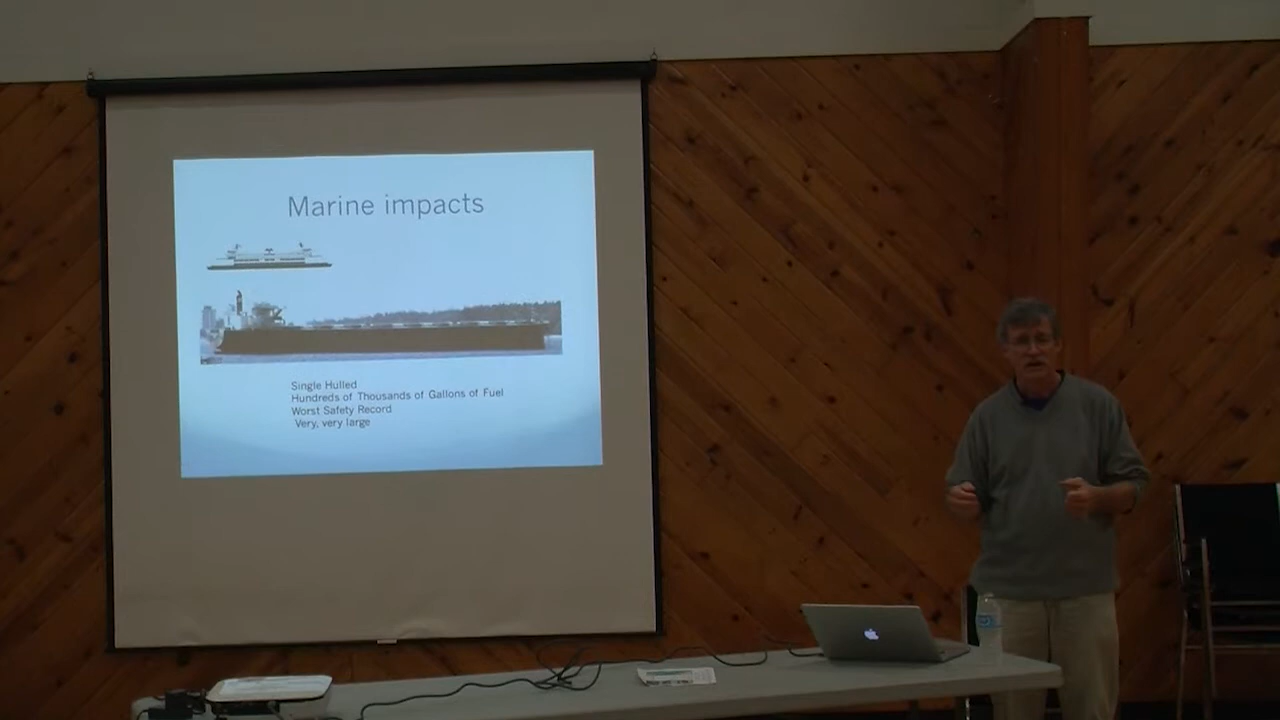 Marine impacts
Single Hulled
Hundreds of Thousands of Gallons of Fuel
Worst Safety Record
Very, very large